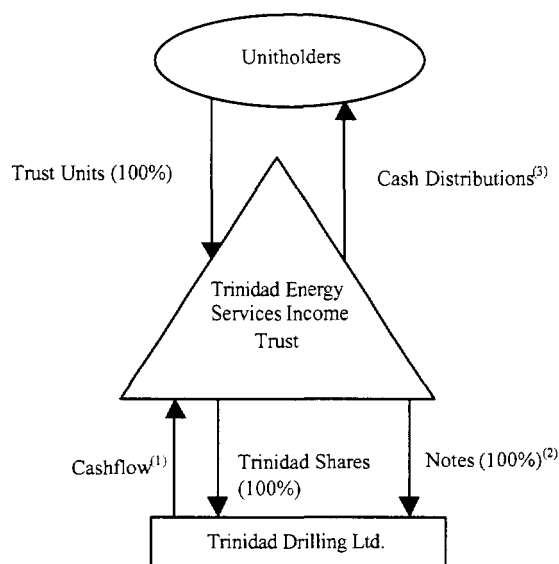 Unitholders
Trust Units (100%)
Cash Distributions(3)
Trinidad Energy
Services Income
Trust
Cashflow(1)
Trinidad Shares
(100%)
Notes (100%)(2)
Trinidad Drilling Ltd.